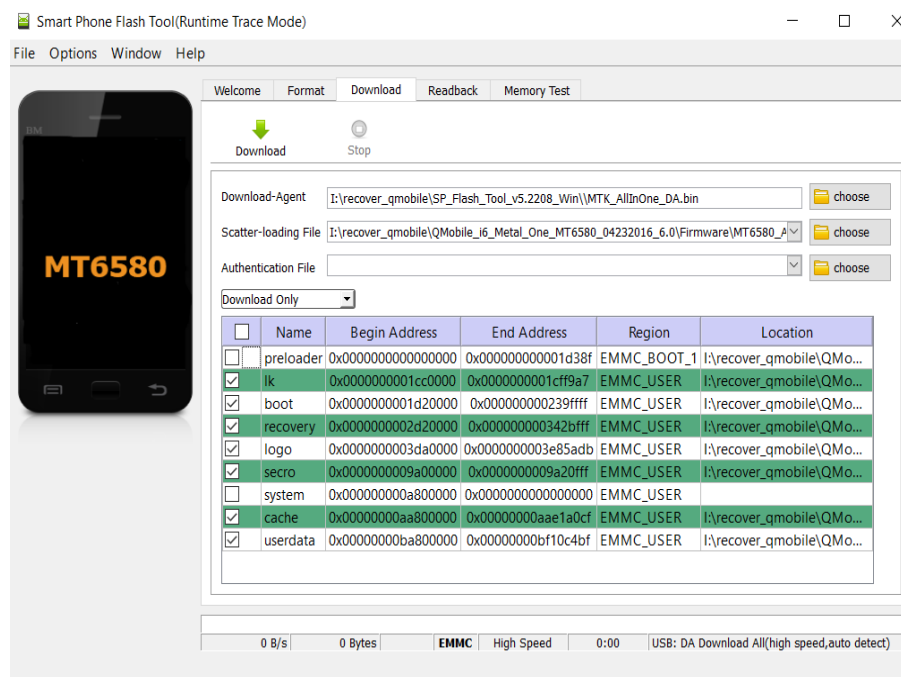 Smart Phone Flash Tool(Runtime Trace Mode)
File Options Window Help
Welcome Format Download Readback Memory Test
BM
Download Stop
Download-Agent I:\recover_qmobile\SP_Flash_Tool_v5.2208_Win\\MTK_AllInOne_DA.bin choose
Scatter-loading File I:\recover_qmobile\QMobile_i6_Metal_One_MT6580_04232016_6.0\Firmware\MT6580_A choose
MT6580
Authentication File choose
Download Only
Name Begin Address End Address Region Location
preloader 0x0000000000000000 0x000000000001d38f EMMC_BOOT_1 I:\recover_qmobile\QMo...
lk 0x0000000001cc0000 0x0000000001cff9a7 EMMC_USER I:\recover_qmobile\QMo...
boot 0x0000000001d20000 0x000000000239ffff EMMC_USER I:\recover_qmobile\QMo...
recovery 0x0000000002d20000 0x000000000342bfff EMMC_USER I:\recover_qmobile\QMo...
logo 0x0000000003da0000 0x0000000003e85adb EMMC_USER I:\recover_qmobile\QMo...
secro 0x0000000009a00000 0x0000000009a20fff EMMC_USER I:\recover_qmobile\QMo...
system 0x000000000a800000 0x0000000000000000 EMMC_USER
cache 0x00000000aa800000 0x00000000aae1a0cf EMMC_USER I:\recover_qmobile\QMo...
userdata 0x00000000ba800000 0x00000000bf10c4bf EMMC_USER I:\recover_qmobile\QMo...
0 B/s 0 Bytes EMMC High Speed 0:00 USB: DA Download All(high speed,auto detect)